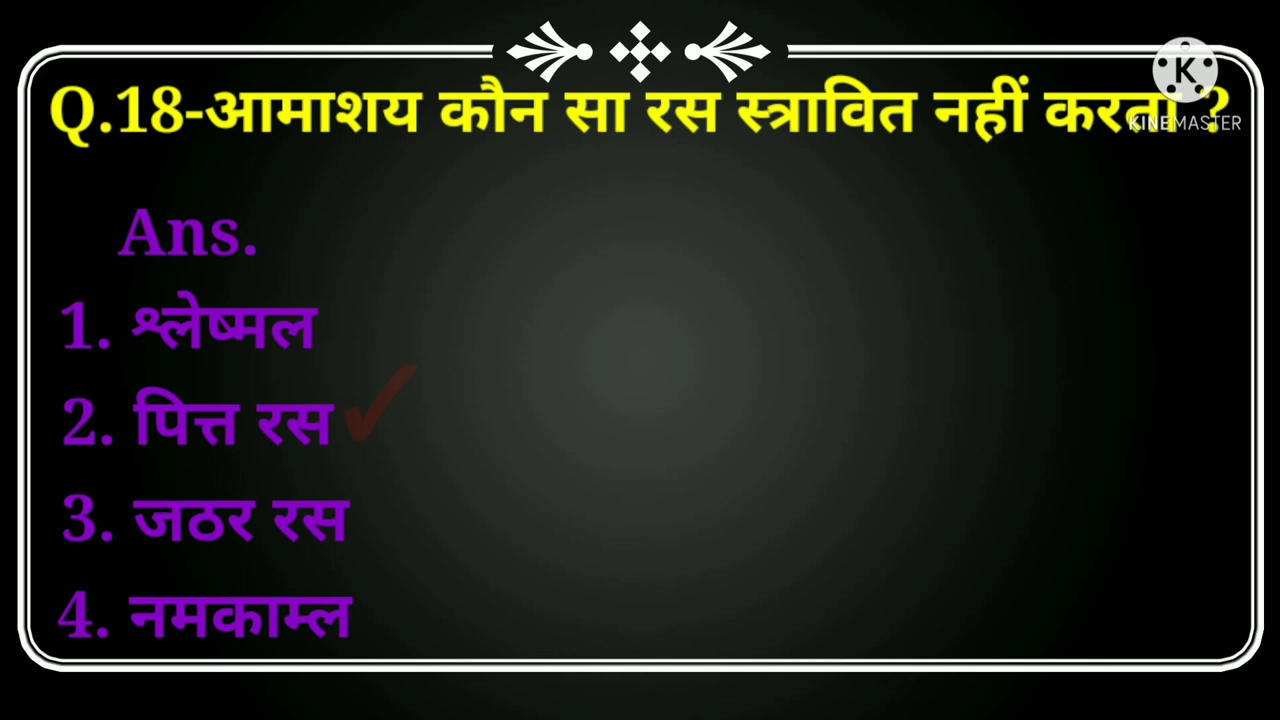 Q.18-आमाशय कौन सा रस स्त्रावित नहीं करता ?
K
KINEMASTER
Ans.
1. श्लेष्मल
2. पित्त रस ✓
3. जठर रस
4. नमकाम्ल